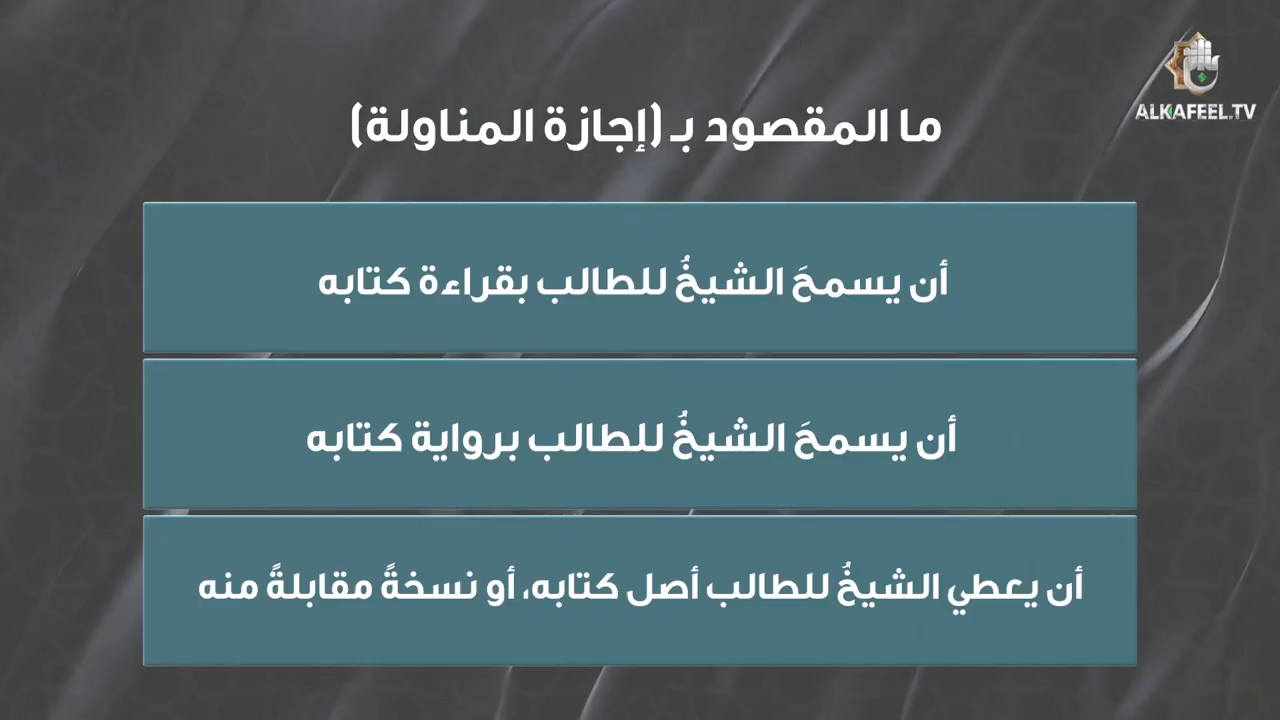 ALKAFEEL.TV
ما المقصود بـ (إجازة المناولة)
أن يسمحَ الشيخُ للطالب بقراءة كتابه
أن يسمحَ الشيخُ للطالب برواية كتابه
أن يعطي الشيخُ للطالب أصل كتابه، أو نسخةً مقابلةً منه